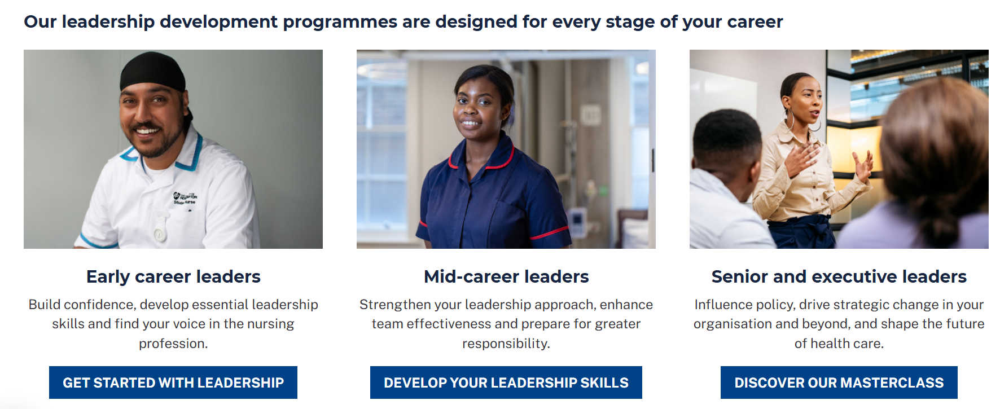 Our leadership development programmes are designed for every stage of your career
Student Nurse
Early career leaders
Build confidence, develop essential leadership
skills and find your voice in the nursing
profession.
GET STARTED WITH LEADERSHIP
Mid-career leaders
Strengthen your leadership approach, enhance
team effectiveness and prepare for greater
responsibility.
DEVELOP YOUR LEADERSHIP SKILLS
Senior and executive leaders
Influence policy, drive strategic change in your
organisation and beyond, and shape the future
of health care.
DISCOVER OUR MASTERCLASS